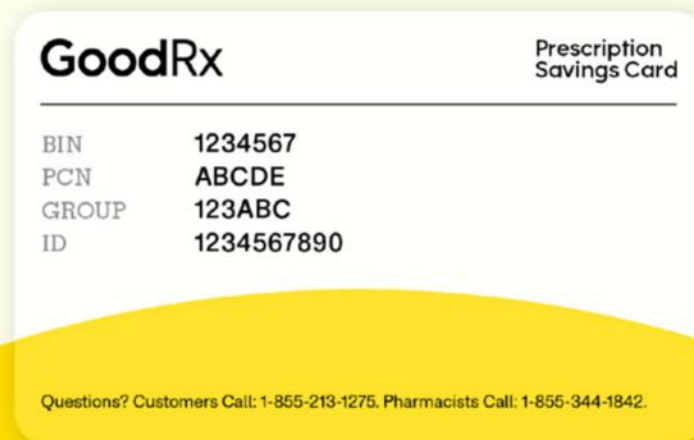 GoodRx
Prescription
Savings Card
BIN 1234567
PCN ABCDE
GROUP 123ABC
ID 1234567890
Questions? Customers Call: 1-855-213-1275. Pharmacists Call: 1-855-344-1842.